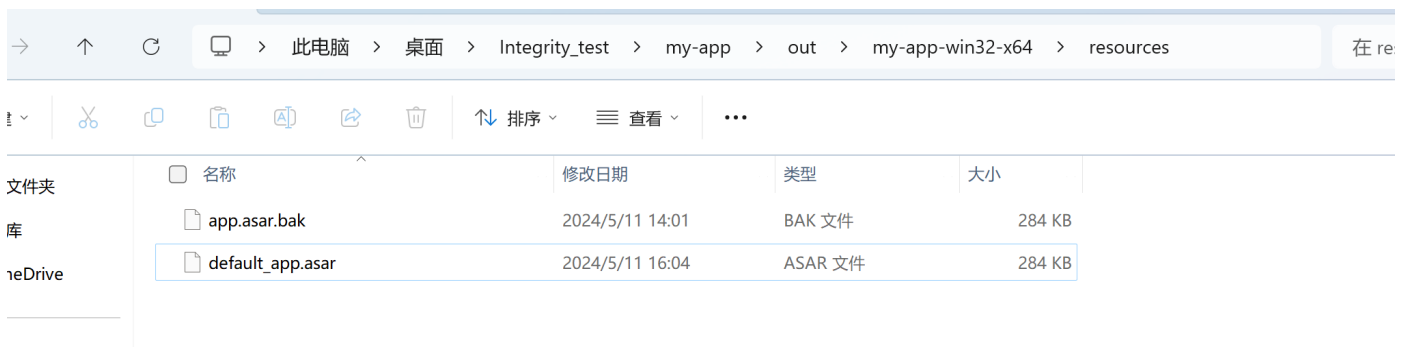 此电脑 > 桌面 > Integrity_test > my-app > out > my-app-win32-x64 > resources 在 re
排序 查看
名称 修改日期 类型 大小
文件夹
app.asar.bak 2024/5/11 14:01 BAK 文件 284 KB
库
default_app.asar 2024/5/11 16:04 ASAR 文件 284 KB
neDrive